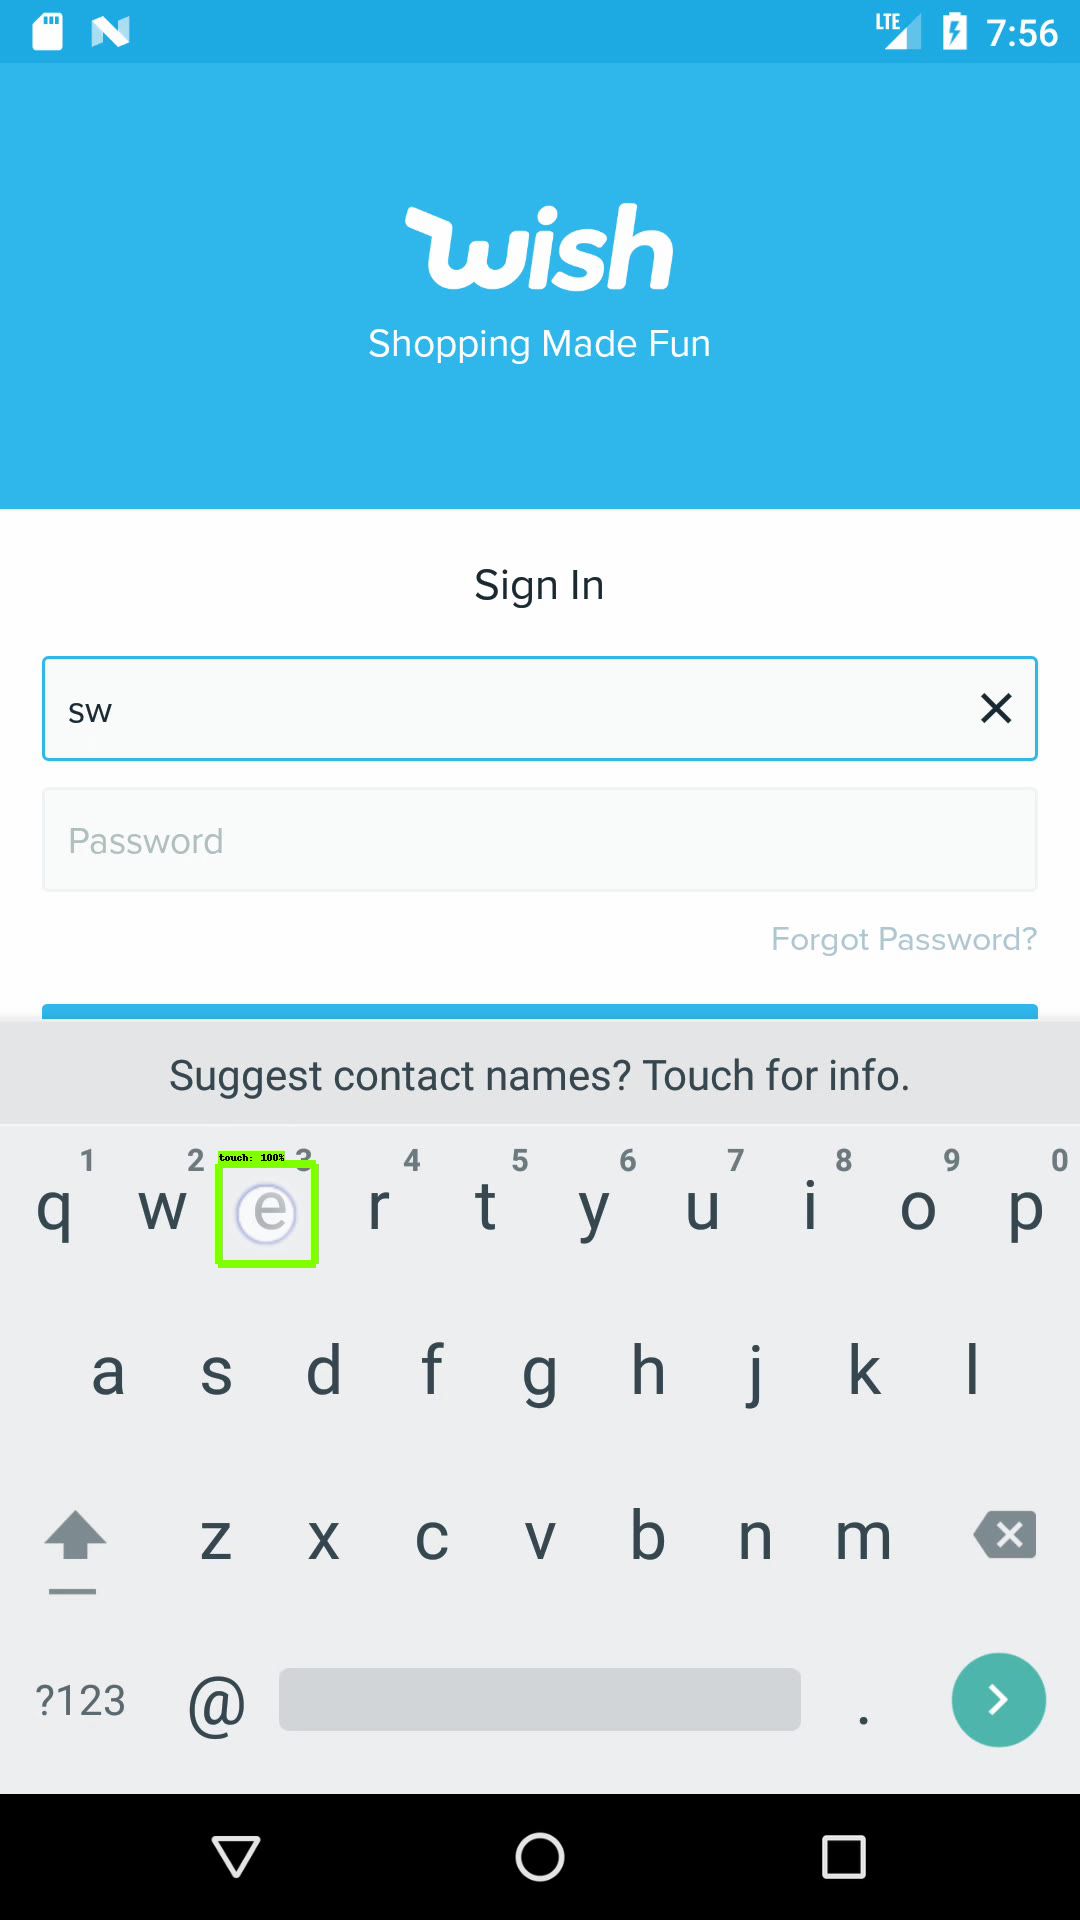 LTE 7:56
wish
Shopping Made Fun
Sign In
sw
Password
Forgot Password?
Suggest contact names? Touch for info.
1 2 3 4 5 6 7 8 9 0
touch: 100%
q w e r t y u i o p
a s d f g h j k l
z x c v b n m
?123 @ .